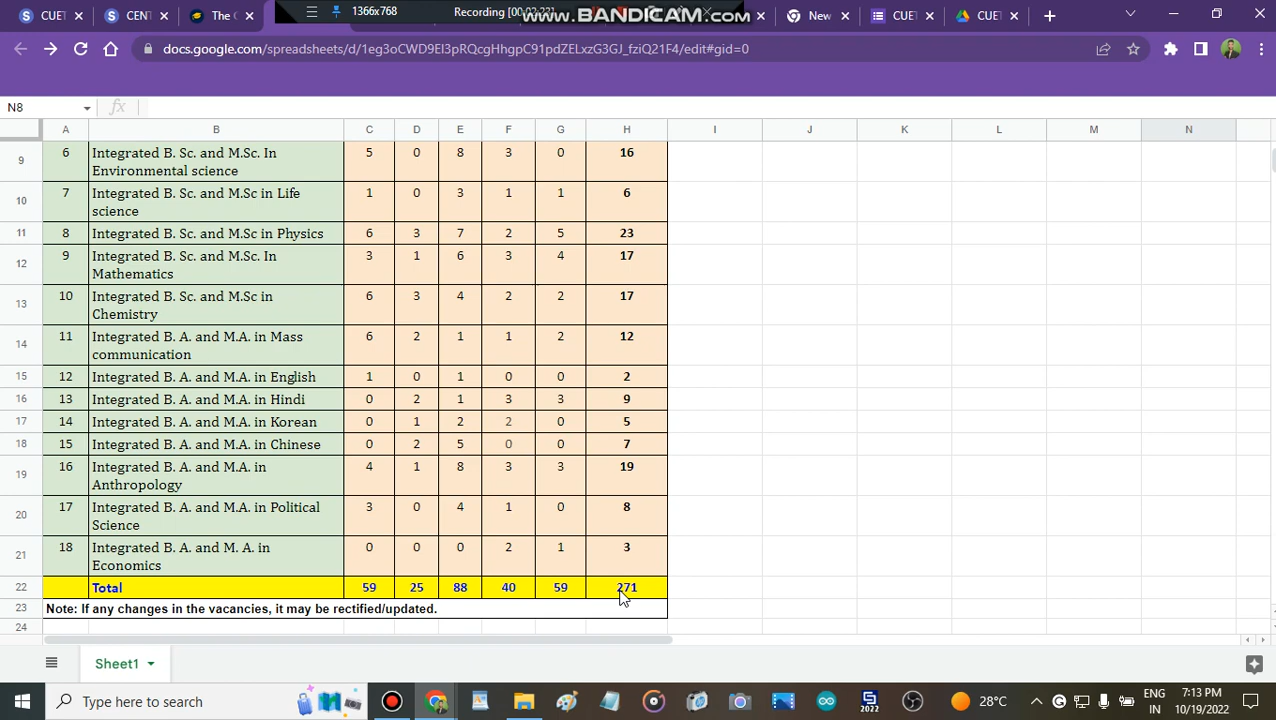 CUET
CENT
The C
1366x768
Recording [00:02:23]
www.BANDICAM.com
New
CUET
CUET
docs.google.com/spreadsheets/d/1eg3oCWD9El3pRQcgHhgpC91pdZELxzG3GJ_fziQ21F4/edit#gid=0
N8
fx
A B C D E F G H I J K L M N
9 6 Integrated B. Sc. and M.Sc. In 5 0 8 3 0 16
Environmental science
10 7 Integrated B. Sc. and M.Sc in Life 1 0 3 1 1 6
science
11 8 Integrated B. Sc. and M.Sc in Physics 6 3 7 2 5 23
12 9 Integrated B. Sc. and M.Sc. In 3 1 6 3 4 17
Mathematics
13 10 Integrated B. Sc. and M.Sc in 6 3 4 2 2 17
Chemistry
14 11 Integrated B. A. and M.A. in Mass 6 2 1 1 2 12
communication
15 12 Integrated B. A. and M.A. in English 1 0 1 0 0 2
16 13 Integrated B. A. and M.A. in Hindi 0 2 1 3 3 9
17 14 Integrated B. A. and M.A. in Korean 0 1 2 2 0 5
18 15 Integrated B. A. and M.A. in Chinese 0 2 5 0 0 7
19 16 Integrated B. A. and M.A. in 4 1 8 3 3 19
Anthropology
20 17 Integrated B. A. and M.A. in Political 3 0 4 1 0 8
Science
21 18 Integrated B. A. and M. A. in 0 0 0 2 1 3
Economics
22 Total 59 25 88 40 59 271
23 Note: If any changes in the vacancies, it may be rectified/updated.
24
Sheet1
Type here to search
2022
28°C
ENG
IN
7:13 PM
10/19/2022